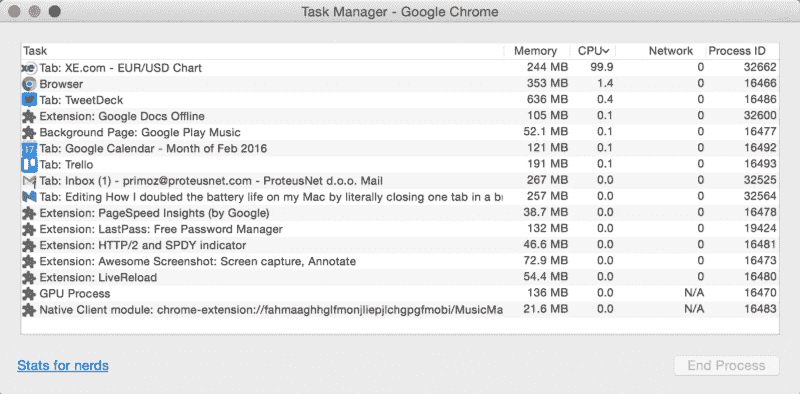 Task Manager - Google Chrome
Task Memory CPU Network Process ID
Tab: XE.com - EUR/USD Chart 244 MB 99.9 0 32662
Browser 353 MB 1.4 0 16466
Tab: TweetDeck 636 MB 0.4 0 16486
Extension: Google Docs Offline 105 MB 0.1 0 32600
Background Page: Google Play Music 52.1 MB 0.1 0 16477
Tab: Google Calendar - Month of Feb 2016 121 MB 0.1 0 16492
Tab: Trello 191 MB 0.1 0 16493
Tab: Inbox (1) - primoz@proteusnet.com - ProteusNet d.o.o. Mail 267 MB 0.0 0 32525
Tab: Editing How I doubled the battery life on my Mac by literally closing one tab in a br 257 MB 0.0 0 32564
Extension: PageSpeed Insights (by Google) 38.7 MB 0.0 0 16478
Extension: LastPass: Free Password Manager 132 MB 0.0 0 19424
Extension: HTTP/2 and SPDY indicator 46.6 MB 0.0 0 16481
Extension: Awesome Screenshot: Screen capture, Annotate 72.9 MB 0.0 0 16473
Extension: LiveReload 54.4 MB 0.0 0 16480
GPU Process 136 MB 0.0 N/A 16470
Native Client module: chrome-extension://fahmaaghhglfmonjliepjlchgpgfmobi/MusicMa 21.6 MB 0.0 N/A 16483
Stats for nerds End Process